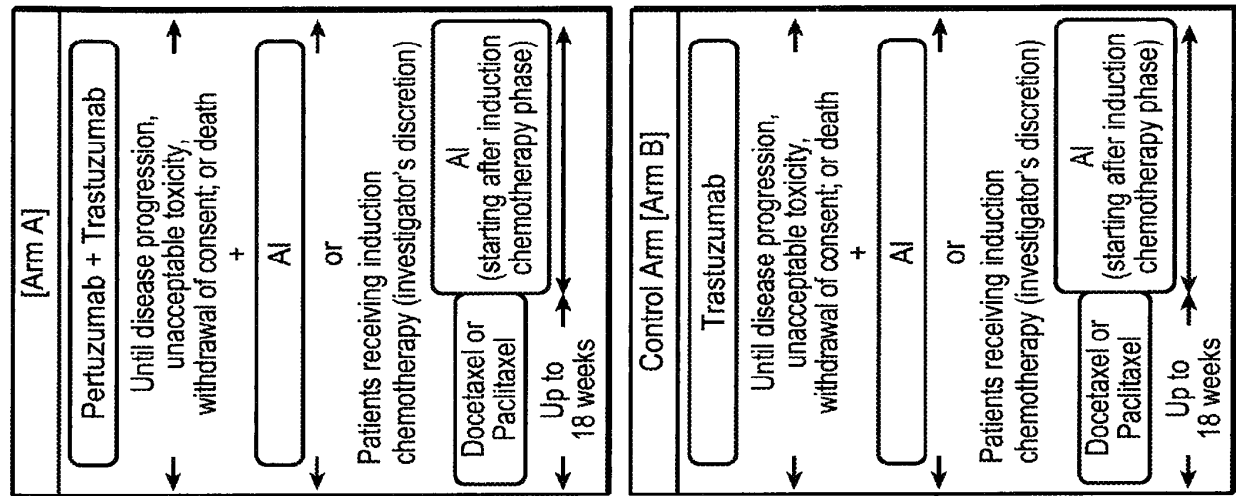 [Arm A]
Pertuzumab + Trastuzumab
Until disease progression,
unacceptable toxicity,
withdrawal of consent; or death
+
AI
or
Patients receiving induction
chemotherapy (investigator's discretion)
Docetaxel or
Paclitaxel
AI
(starting after induction
chemotherapy phase)
Up to
18 weeks
Control Arm [Arm B]
Trastuzumab
Until disease progression,
unacceptable toxicity,
withdrawal of consent; or death
+
AI
or
Patients receiving induction
chemotherapy (investigator's discretion)
Docetaxel or
Paclitaxel
AI
(starting after induction
chemotherapy phase)
Up to
18 weeks